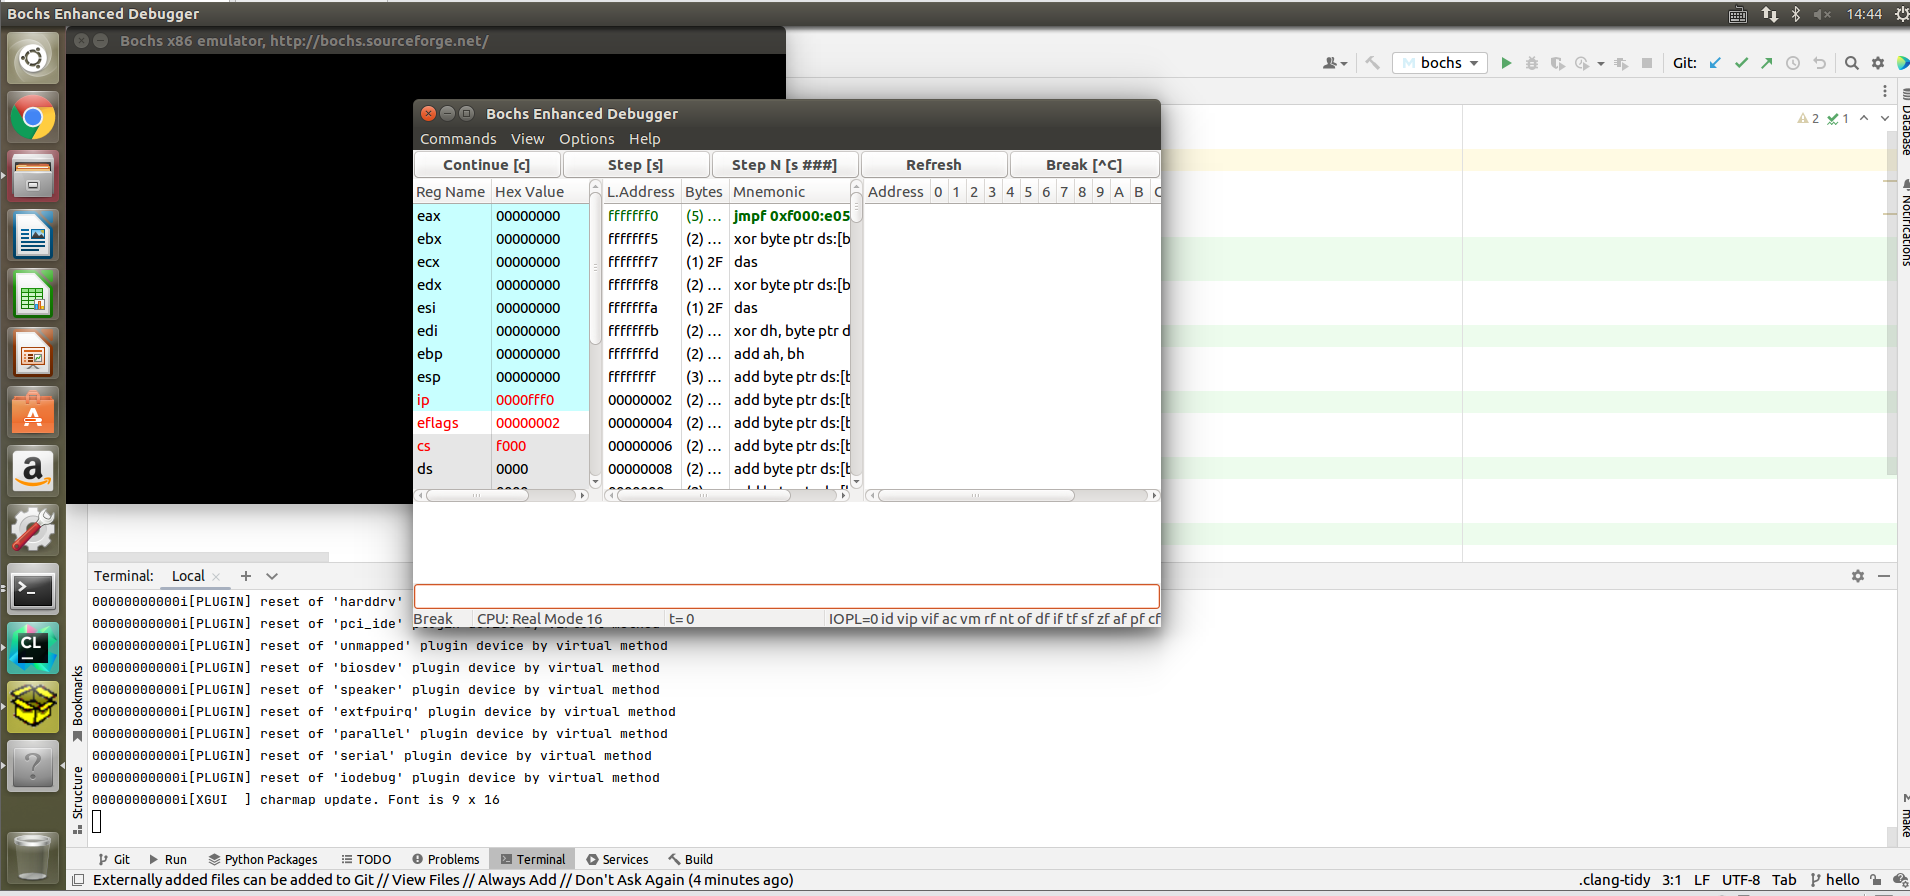 Bochs Enhanced Debugger
14:44
Bochs x86 emulator, http://bochs.sourceforge.net/
bochs
Git:
2 1
Database
Notifications
make
Bochs Enhanced Debugger
Commands View Options Help
Continue [c] Step [s] Step N [s ###] Refresh Break [^C]
Reg Name Hex Value L.Address Bytes Mnemonic Address 0 1 2 3 4 5 6 7 8 9 A B C
eax 00000000 fffffff0 (5) ... jmpf 0xf000:e05
ebx 00000000 fffffff5 (2) ... xor byte ptr ds:[b
ecx 00000000 fffffff7 (1) 2F das
edx 00000000 fffffff8 (2) ... xor byte ptr ds:[b
esi 00000000 fffffffa (1) 2F das
edi 00000000 fffffffb (2) ... xor dh, byte ptr d
ebp 00000000 fffffffd (2) ... add ah, bh
esp 00000000 ffffffff (3) ... add byte ptr ds:[b
ip 0000fff0 00000002 (2) ... add byte ptr ds:[b
eflags 00000002 00000004 (2) ... add byte ptr ds:[b
cs f000 00000006 (2) ... add byte ptr ds:[b
ds 0000 00000008 (2) ... add byte ptr ds:[b
Break CPU: Real Mode 16 t= 0 IOPL=0 id vip vif ac vm rf nt of df if tf sf zf af pf cf
Terminal: Local
00000000000i[PLUGIN] reset of 'harddrv'
00000000000i[PLUGIN] reset of 'pci_ide'
00000000000i[PLUGIN] reset of 'unmapped' plugin device by virtual method
00000000000i[PLUGIN] reset of 'biosdev' plugin device by virtual method
00000000000i[PLUGIN] reset of 'speaker' plugin device by virtual method
00000000000i[PLUGIN] reset of 'extfpuirq' plugin device by virtual method
00000000000i[PLUGIN] reset of 'parallel' plugin device by virtual method
00000000000i[PLUGIN] reset of 'serial' plugin device by virtual method
00000000000i[PLUGIN] reset of 'iodebug' plugin device by virtual method
00000000000i[XGUI  ] charmap update. Font is 9 x 16
Bookmarks
Structure
Git Run Python Packages TODO Problems Terminal Services Build
Externally added files can be added to Git // View Files // Always Add // Don't Ask Again (4 minutes ago)
.clang-tidy 3:1 LF UTF-8 Tab hello